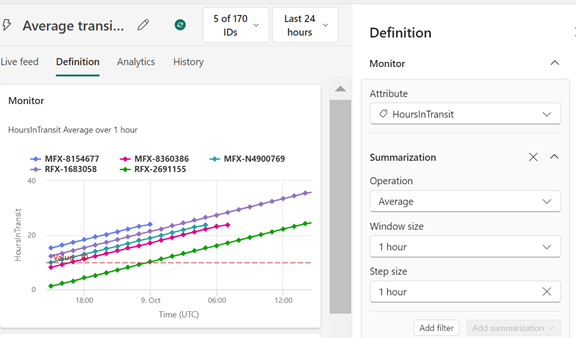 Average transi...
5 of 170
IDs
Last 24
hours
Live feed
Definition
Analytics
History
Monitor
HoursInTransit Average over 1 hour
MFX-8154677
MFX-8360386
MFX-N4900769
RFX-1683058
RFX-2691155
40
20
0
HoursInTransit
18:00
9. Oct
06:00
12:00
Time (UTC)
Definition
Monitor
Attribute
HoursInTransit
Summarization
Operation
Average
Window size
1 hour
Step size
1 hour
Add filter
Add summarization